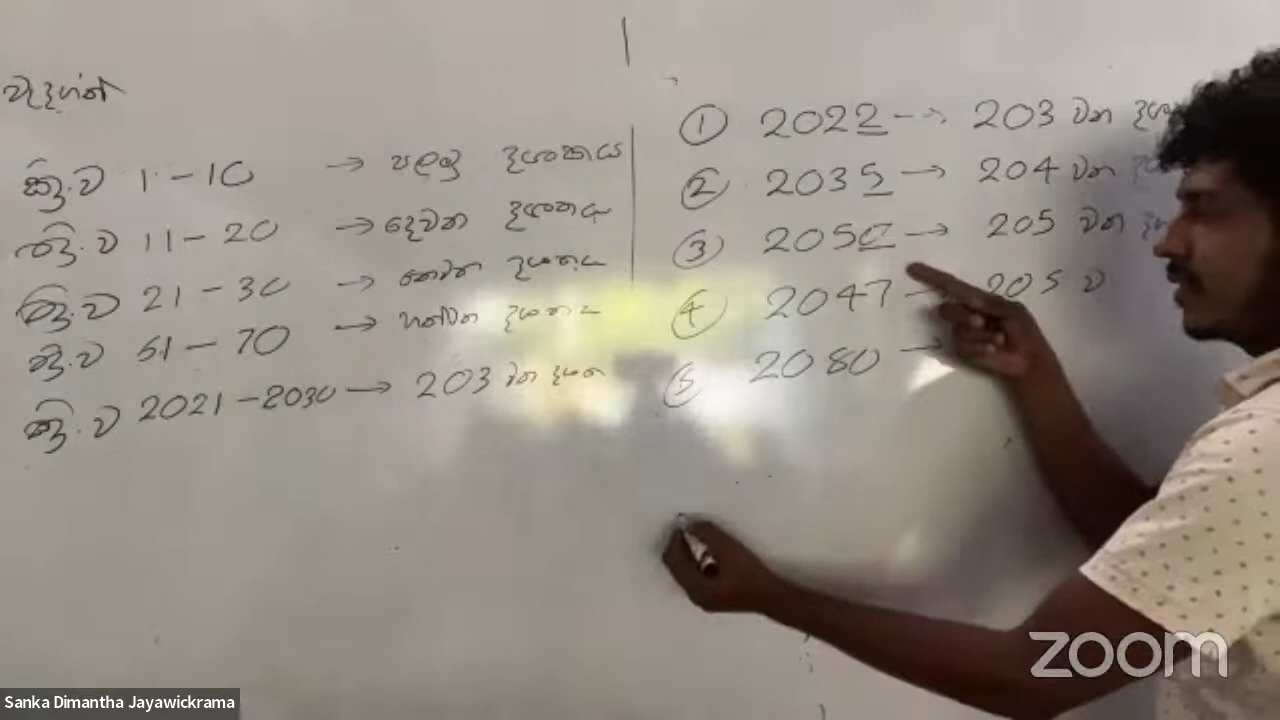 වැදගත්
ක්‍රි.ව 1 - 10 → පළමු දශකය
ක්‍රි.ව 11 - 20 → දෙවන දශකය
ක්‍රි.ව 21 - 30 → තෙවන දශකය
ක්‍රි.ව 61 - 70 → හත්වන දශකය
ක්‍රි.ව 2021 - 2030 → 203 වන දශක
① 2022 → 203 වන දශ
② 2035 → 204 වන ද
③ 2050 → 205 වන ද
④ 2047 → 205 ව
⑤ 2080 →
zoom
Sanka Dimantha Jayawickrama